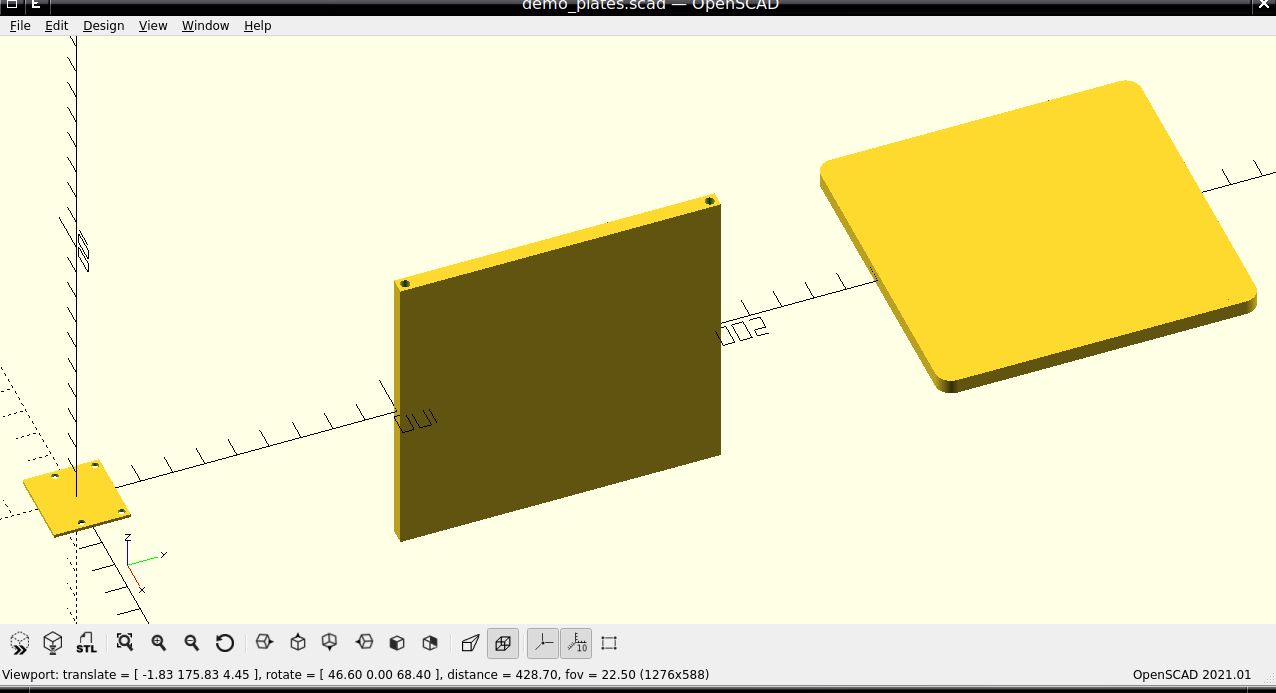 demo_plates.scad — OpenSCAD
File Edit Design View Window Help
200
Z
Y
X
STL
10
Viewport: translate = [ -1.83 175.83 4.45 ], rotate = [ 46.60 0.00 68.40 ], distance = 428.70, fov = 22.50 (1276x588)
OpenSCAD 2021.01